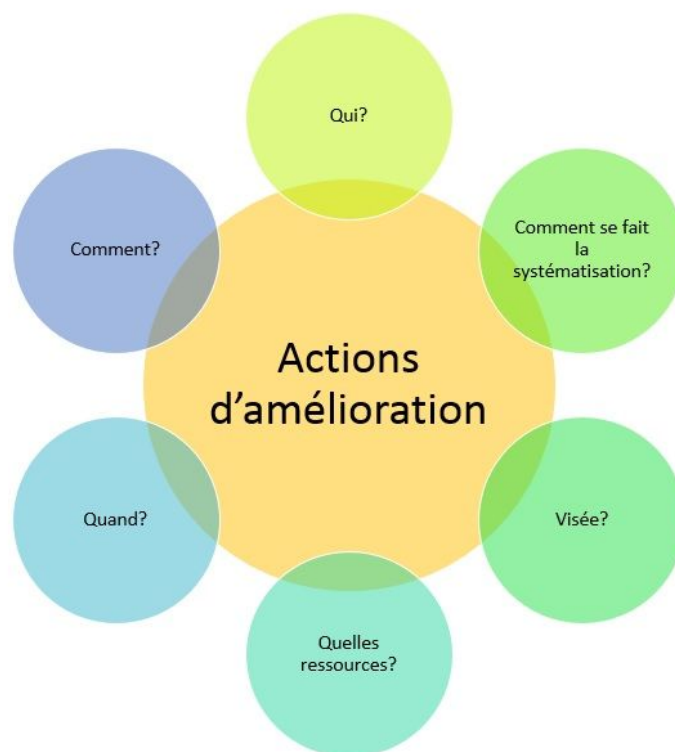 Qui?
Comment se fait
la
systématisation?
Visée?
Quelles
ressources?
Quand?
Comment?
Actions
d’amélioration